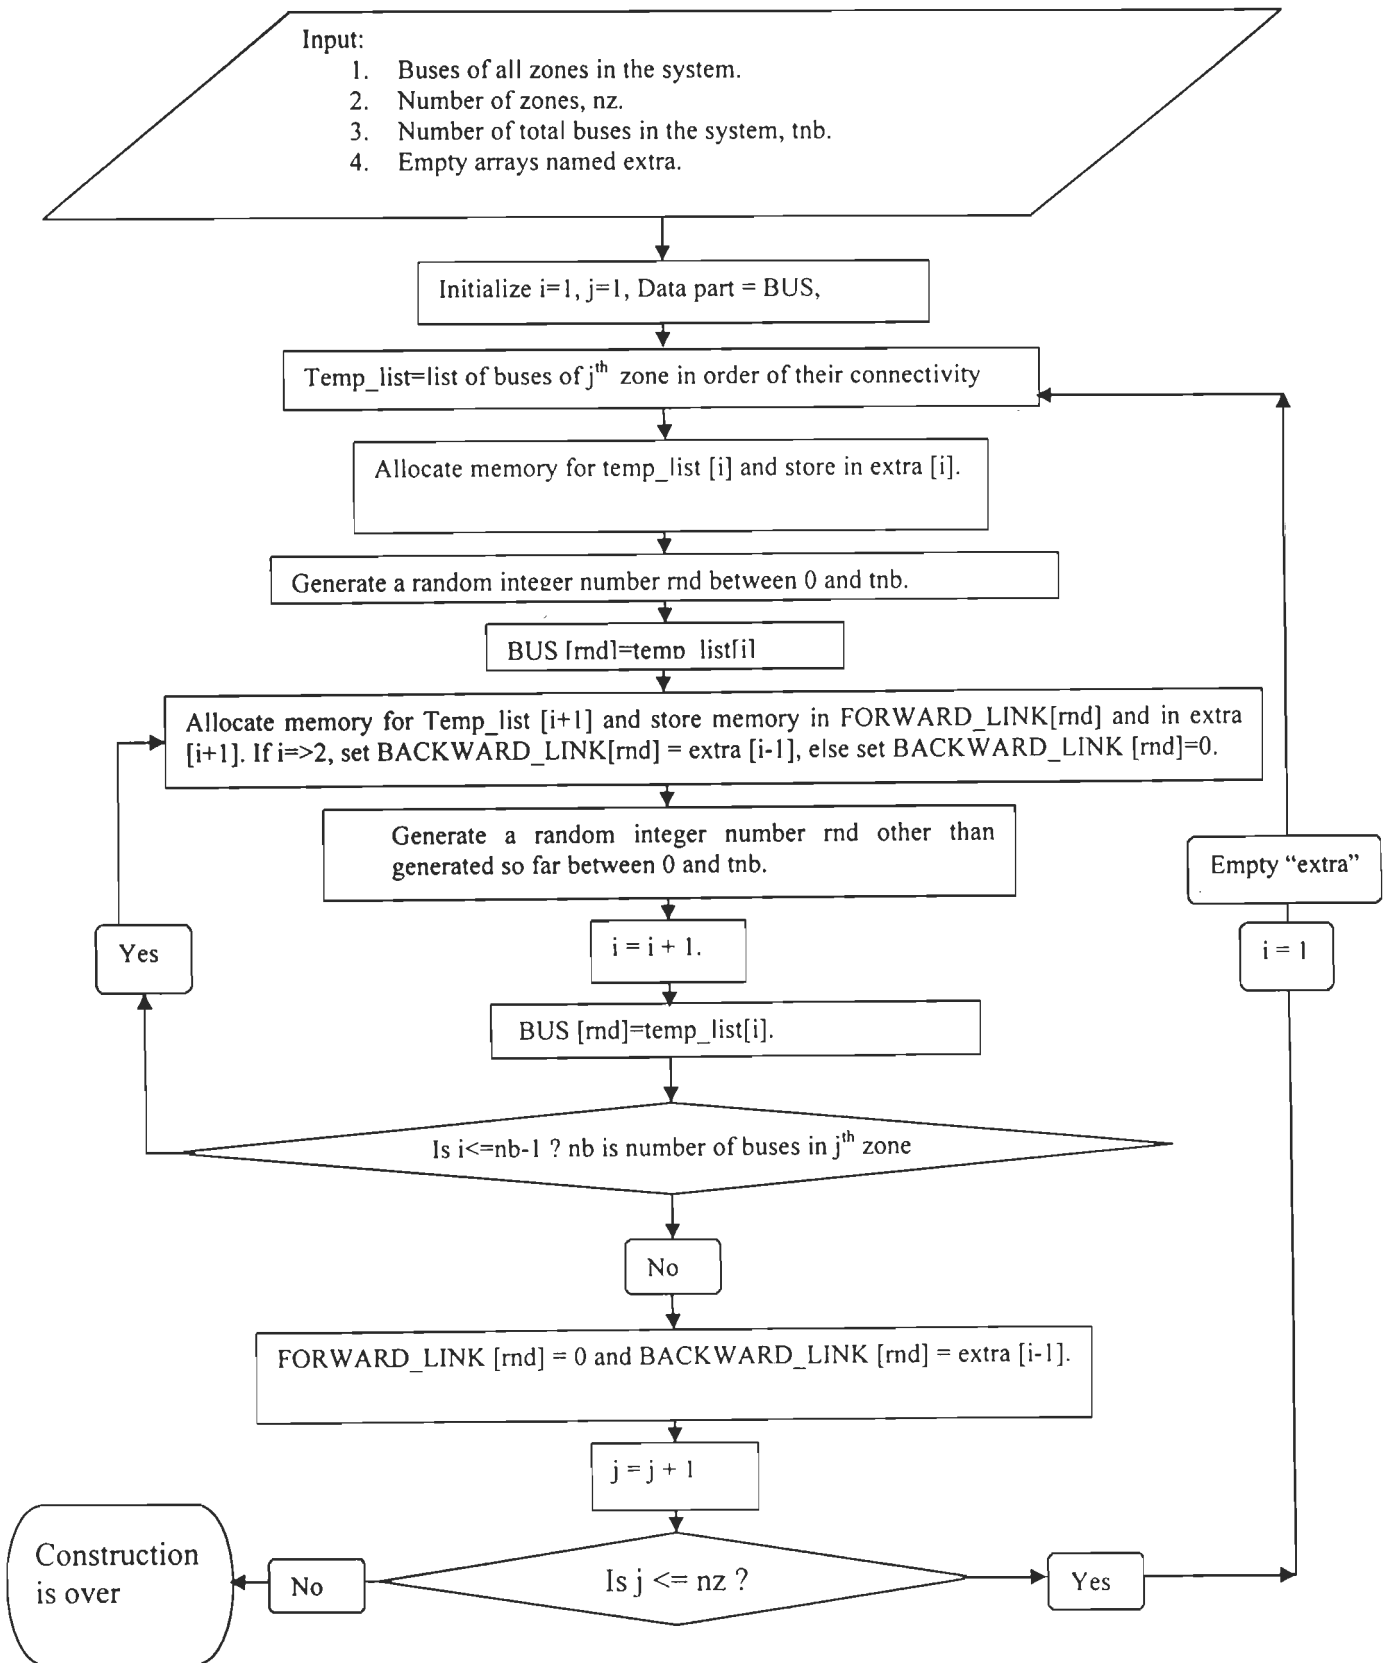 Input:
1. Buses of all zones in the system.
2. Number of zones, nz.
3. Number of total buses in the system, tnb.
4. Empty arrays named extra.
Initialize i=1, j=1, Data part = BUS,
Temp_list=list of buses of jth zone in order of their connectivity
Allocate memory for temp_list [i] and store in extra [i].
Generate a random integer number rnd between 0 and tnb.
BUS [rnd]=temp_list[i]
Allocate memory for Temp_list [i+1] and store memory in FORWARD_LINK[rnd] and in extra
[i+1]. If i=>2, set BACKWARD_LINK[rnd] = extra [i-1], else set BACKWARD_LINK [rnd]=0.
Generate a random integer number rnd other than
generated so far between 0 and tnb.
Empty “extra”
i = i + 1.
Yes
i = 1
BUS [rnd]=temp_list[i].
Is i<=nb-1 ? nb is number of buses in jth zone
No
FORWARD_LINK [rnd] = 0 and BACKWARD_LINK [rnd] = extra [i-1].
j = j + 1
Construction
is over
No
Is j <= nz ?
Yes